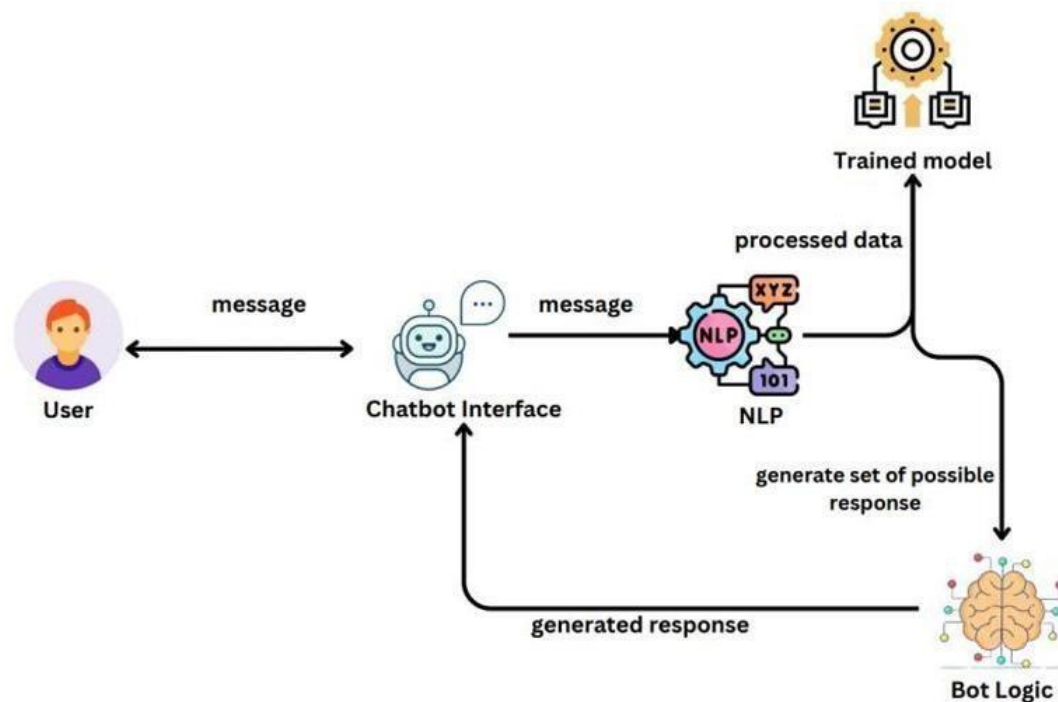 Trained model
processed data
message
message
XYZ
NLP
101
User
Chatbot Interface
NLP
generate set of possible
response
generated response
Bot Logic